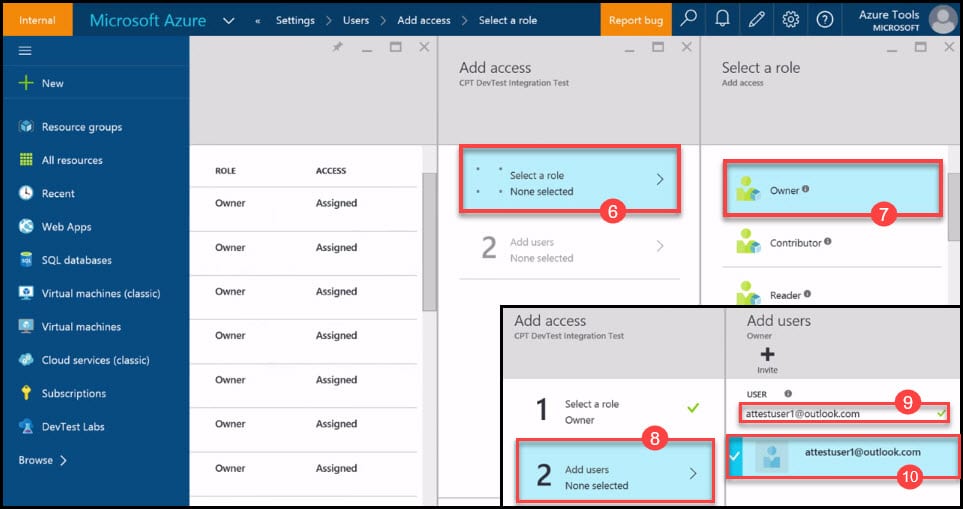 Internal
Microsoft Azure
« Settings > Users > Add access > Select a role
Report bug
Azure Tools
MICROSOFT
New
Resource groups
All resources
Recent
Web Apps
SQL databases
Virtual machines (classic)
Virtual machines
Cloud services (classic)
Subscriptions
DevTest Labs
Browse >
ROLE ACCESS
Owner Assigned
Owner Assigned
Owner Assigned
Owner Assigned
Owner Assigned
Owner Assigned
Owner Assigned
Add access
CPT DevTest Integration Test
Select a role
None selected
6
2
Add users
None selected
Select a role
Add access
Owner
7
Contributor
Reader
Add access
CPT DevTest Integration Test
1
Select a role
Owner
8
2
Add users
None selected
Add users
Owner
Invite
USER
9
attestuser1@outlook.com
attestuser1@outlook.com
10